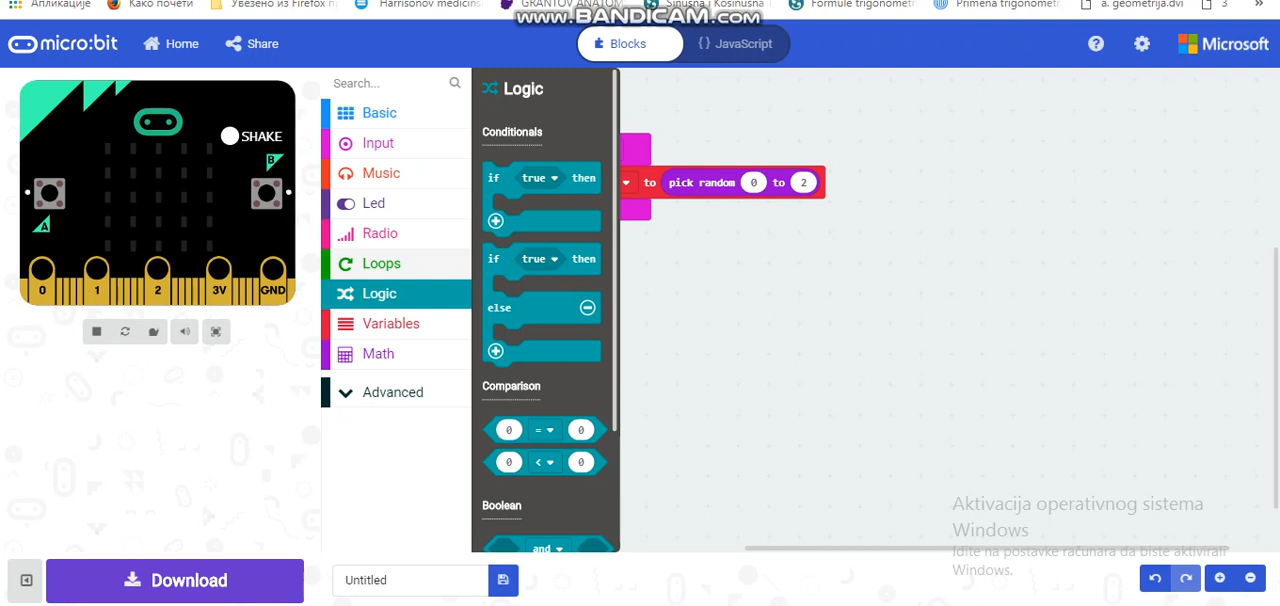 Апликације
Како почети
Увезено из Firefox
Harrisonov medicins
GRANTOV ANATOM
Sinusna i Kosinusna
Formule trigonometri
Primena trigonometri
a. geometrija.dvi
3
»
www.BANDICAM.com
micro:bit
Home
Share
Blocks
{} JavaScript
?
Microsoft
SHAKE
B
A
0 1 2 3V GND
Search...
Basic
Input
Music
Led
Radio
Loops
Logic
Variables
Math
Advanced
Logic
Conditionals
if true then
if true then
else
Comparison
0 = 0
0 < 0
Boolean
and
to pick random 0 to 2
Aktivacija operativnog sistema
Windows
Idite na postavke računara da biste aktivirali
Windows.
Download
Untitled